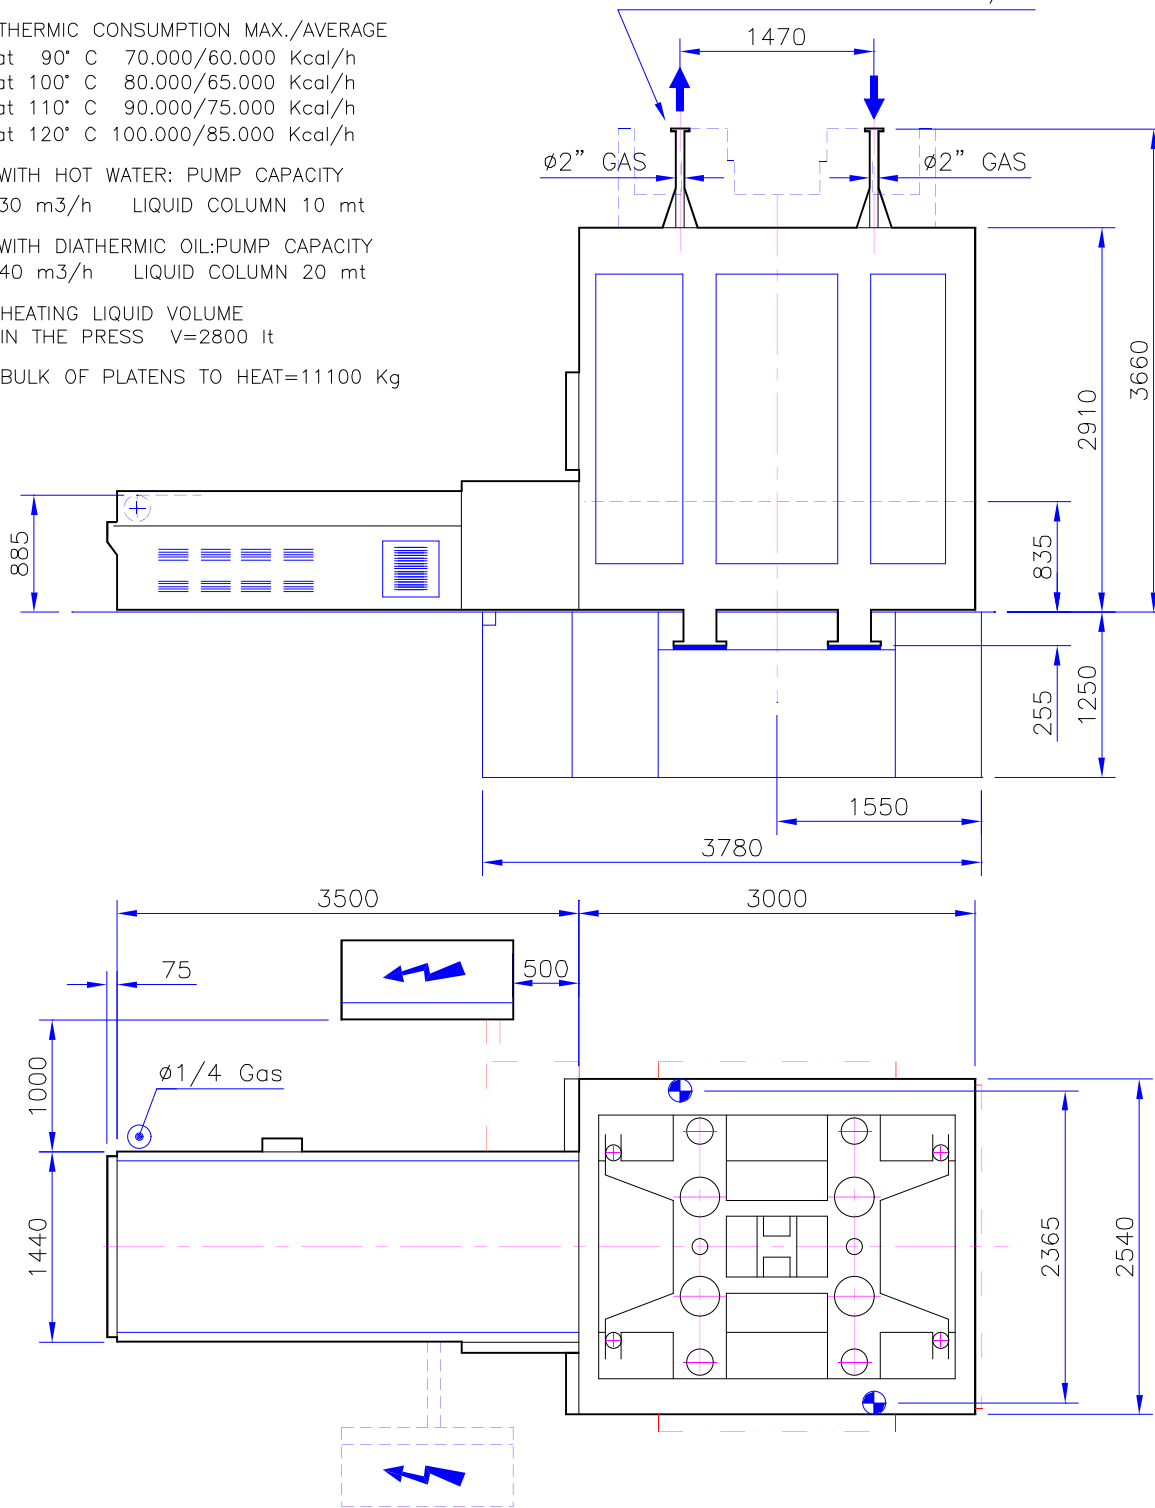 THERMIC CONSUMPTION MAX./AVERAGE
at 90° C 70.000/60.000 Kcal/h
at 100° C 80.000/65.000 Kcal/h
at 110° C 90.000/75.000 Kcal/h
at 120° C 100.000/85.000 Kcal/h
WITH HOT WATER: PUMP CAPACITY
30 m3/h LIQUID COLUMN 10 mt
WITH DIATHERMIC OIL:PUMP CAPACITY
40 m3/h LIQUID COLUMN 20 mt
HEATING LIQUID VOLUME
IN THE PRESS V=2800 lt
BULK OF PLATENS TO HEAT=11100 Kg
1470
ø2” GAS
ø2” GAS
3660
2910
885
835
255
1250
1550
3780
3500
3000
75
500
1000
ø1/4 Gas
1440
2365
2540